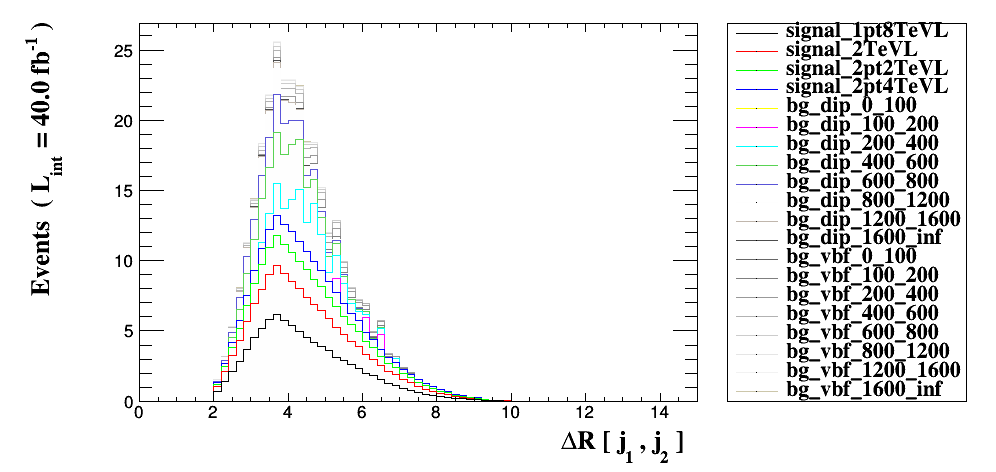 Events ( L_int = 40.0 fb⁻¹ )
25
20
15
10
5
0
0 2 4 6 8 10 12 14
ΔR [ j₁ , j₂ ]
signal_1pt8TeVL
signal_2TeVL
signal_2pt2TeVL
signal_2pt4TeVL
bg_dip_0_100
bg_dip_100_200
bg_dip_200_400
bg_dip_400_600
bg_dip_600_800
bg_dip_800_1200
bg_dip_1200_1600
bg_dip_1600_inf
bg_vbf_0_100
bg_vbf_100_200
bg_vbf_200_400
bg_vbf_400_600
bg_vbf_600_800
bg_vbf_800_1200
bg_vbf_1200_1600
bg_vbf_1600_inf